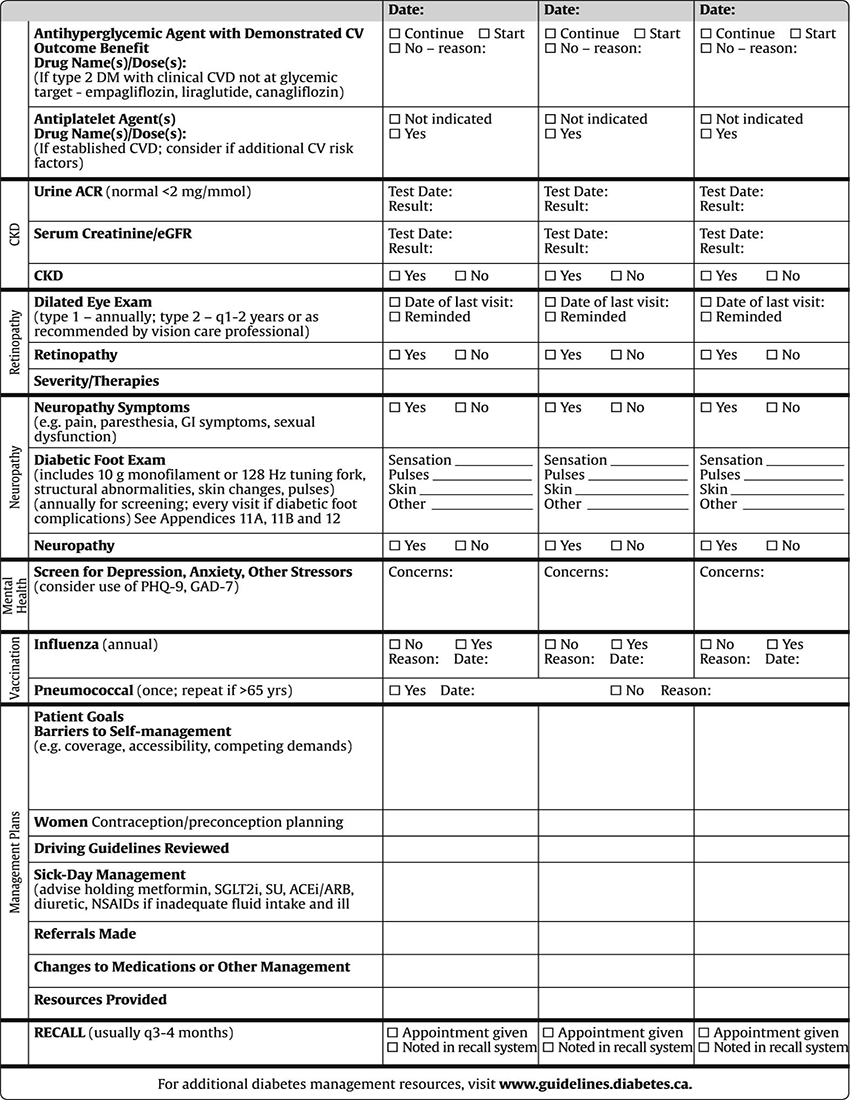 Date: Date: Date:
Antihyperglycemic Agent with Demonstrated CV
Outcome Benefit
Drug Name(s)/Dose(s):
(If type 2 DM with clinical CVD not at glycemic
target - empagliflozin, liraglutide, canagliflozin)
☐ Continue ☐ Start
☐ No – reason:
☐ Continue ☐ Start
☐ No – reason:
☐ Continue ☐ Start
☐ No – reason:
Antiplatelet Agent(s)
Drug Name(s)/Dose(s):
(If established CVD; consider if additional CV risk
factors)
☐ Not indicated
☐ Yes
☐ Not indicated
☐ Yes
☐ Not indicated
☐ Yes
CKD
Urine ACR (normal <2 mg/mmol)
Test Date:
Result:
Test Date:
Result:
Test Date:
Result:
Serum Creatinine/eGFR
Test Date:
Result:
Test Date:
Result:
Test Date:
Result:
CKD
☐ Yes ☐ No
☐ Yes ☐ No
☐ Yes ☐ No
Retinopathy
Dilated Eye Exam
(type 1 – annually; type 2 – q1-2 years or as
recommended by vision care professional)
☐ Date of last visit:
☐ Reminded
☐ Date of last visit:
☐ Reminded
☐ Date of last visit:
☐ Reminded
Retinopathy
☐ Yes ☐ No
☐ Yes ☐ No
☐ Yes ☐ No
Severity/Therapies
Neuropathy
Neuropathy Symptoms
(e.g. pain, paresthesia, GI symptoms, sexual
dysfunction)
☐ Yes ☐ No
☐ Yes ☐ No
☐ Yes ☐ No
Diabetic Foot Exam
(includes 10 g monofilament or 128 Hz tuning fork,
structural abnormalities, skin changes, pulses)
(annually for screening; every visit if diabetic foot
complications) See Appendices 11A, 11B and 12
Sensation
Pulses
Skin
Other
Sensation
Pulses
Skin
Other
Sensation
Pulses
Skin
Other
Neuropathy
☐ Yes ☐ No
☐ Yes ☐ No
☐ Yes ☐ No
Mental
Health
Screen for Depression, Anxiety, Other Stressors
(consider use of PHQ-9, GAD-7)
Concerns:
Concerns:
Concerns:
Vaccination
Influenza (annual)
☐ No ☐ Yes
Reason: Date:
☐ No ☐ Yes
Reason: Date:
☐ No ☐ Yes
Reason: Date:
Pneumococcal (once; repeat if >65 yrs)
☐ Yes Date: ☐ No Reason:
Management Plans
Patient Goals
Barriers to Self-management
(e.g. coverage, accessibility, competing demands)
Women Contraception/preconception planning
Driving Guidelines Reviewed
Sick-Day Management
(advise holding metformin, SGLT2i, SU, ACEi/ARB,
diuretic, NSAIDs if inadequate fluid intake and ill
Referrals Made
Changes to Medications or Other Management
Resources Provided
RECALL (usually q3-4 months)
☐ Appointment given
☐ Noted in recall system
☐ Appointment given
☐ Noted in recall system
☐ Appointment given
☐ Noted in recall system
For additional diabetes management resources, visit www.guidelines.diabetes.ca.